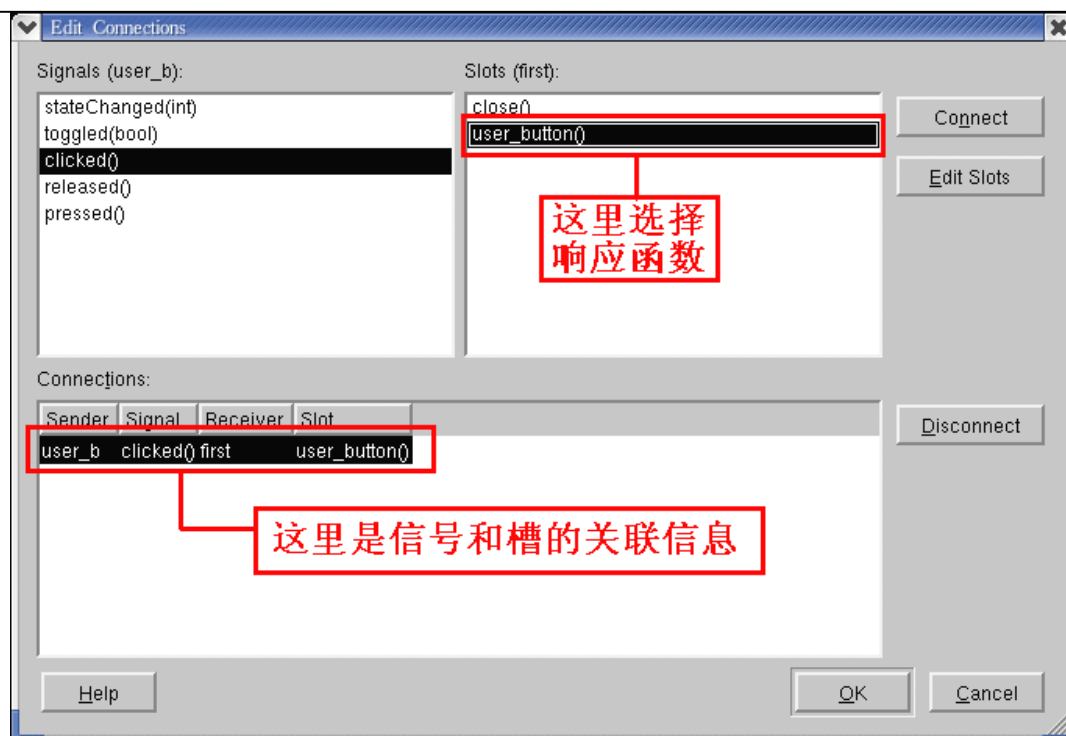 Edit Connections
Signals (user_b):
Slots (first):
stateChanged(int)
toggled(bool)
clicked()
released()
pressed()
close()
user_button()
Connect
Edit Slots
这里选择
响应函数
Connections:
Sender Signal Receiver Slot
user_b clicked() first user_button()
Disconnect
这里是信号和槽的关联信息
Help
OK
Cancel